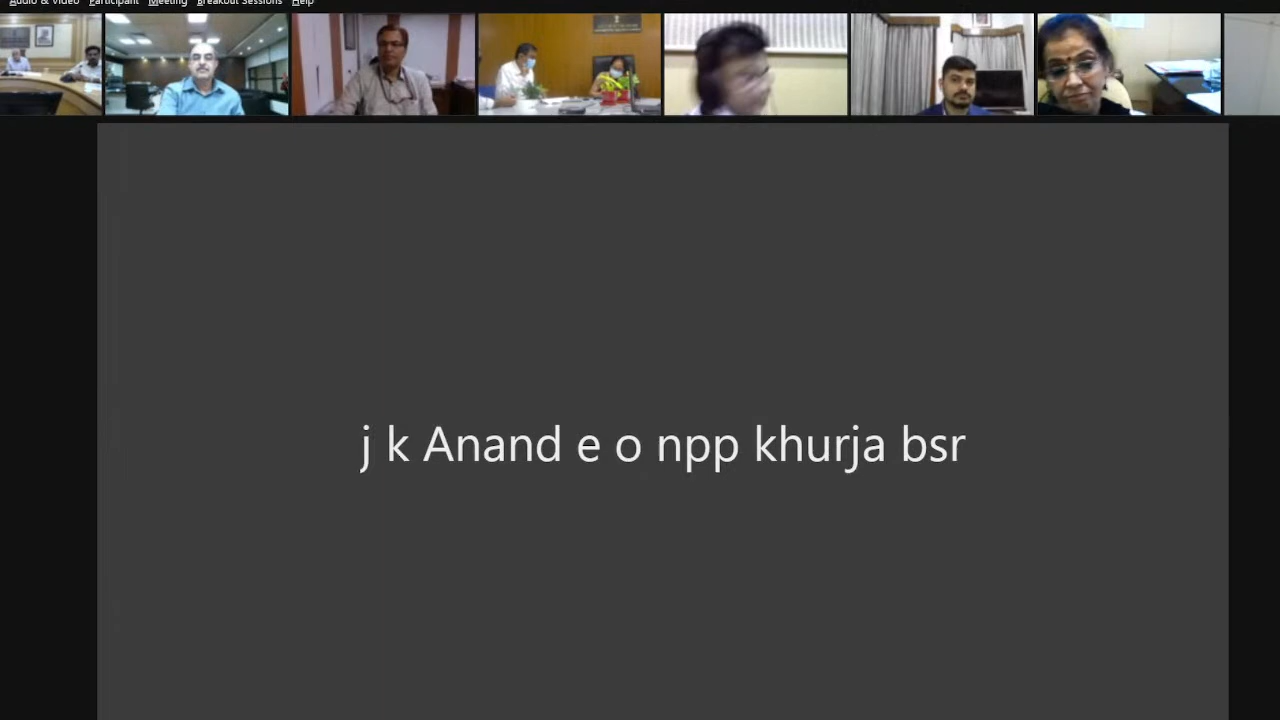 Audio & Video Participant Meeting Breakout Sessions Help
j k Anand e o npp khurja bsr